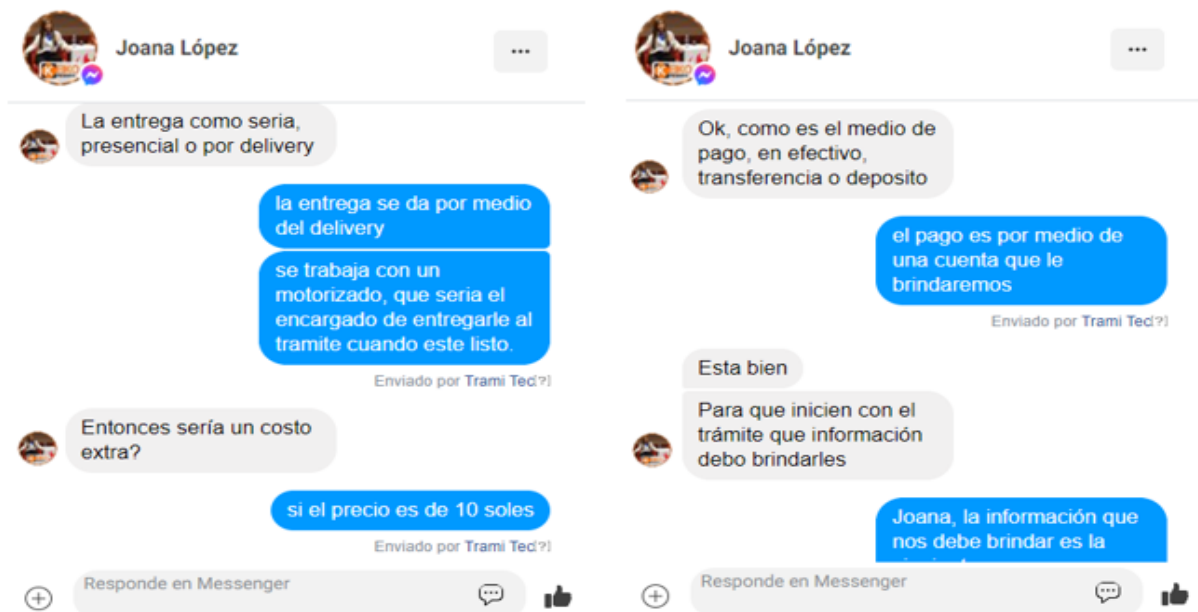 Joana López
...
La entrega como seria,
presencial o por delivery
la entrega se da por medio
del delivery
se trabaja con un
motorizado, que seria el
encargado de entregarle al
tramite cuando este listo.
Enviado por Trami Tec[?]
Entonces sería un costo
extra?
si el precio es de 10 soles
Enviado por Trami Tec[?]
Responde en Messenger
Joana López
...
Ok, como es el medio de
pago, en efectivo,
transferencia o deposito
el pago es por medio de
una cuenta que le
brindaremos
Enviado por Trami Tec[?]
Esta bien
Para que inicien con el
trámite que información
debo brindarles
Joana, la información que
nos debe brindar es la
Responde en Messenger